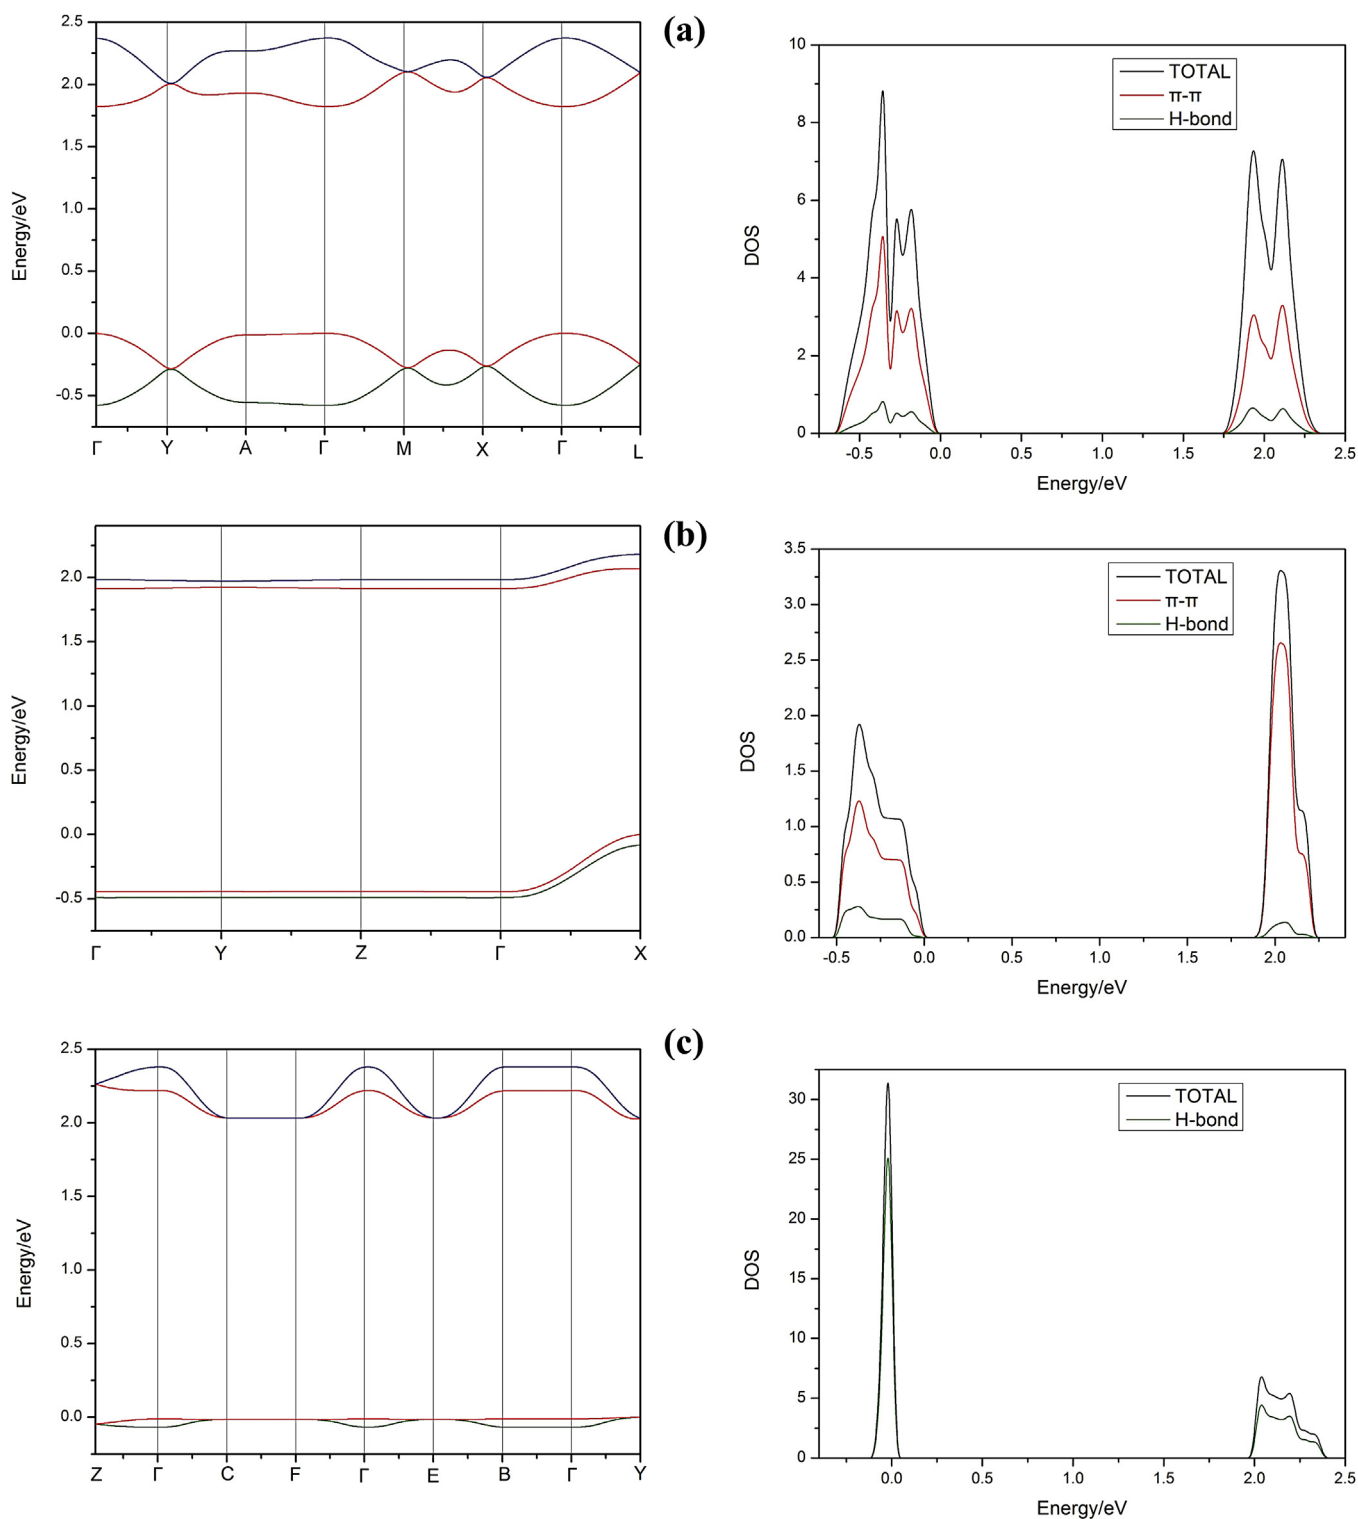 (a)
2.5
2.0
1.5
1.0
0.5
0.0
-0.5
Energy/eV
Γ Y A Γ M X Γ L
10
8
6
4
2
0
DOS
TOTAL
π-π
H-bond
-0.5 0.0 0.5 1.0 1.5 2.0 2.5
Energy/eV
(b)
2.0
1.5
1.0
0.5
0.0
-0.5
Energy/eV
Γ Y Z Γ X
3.5
3.0
2.5
2.0
1.5
1.0
0.5
0.0
DOS
TOTAL
π-π
H-bond
-0.5 0.0 0.5 1.0 1.5 2.0
Energy/eV
(c)
2.5
2.0
1.5
1.0
0.5
0.0
Energy/eV
Z Γ C F Γ E B Γ Y
30
25
20
15
10
5
0
DOS
TOTAL
H-bond
0.0 0.5 1.0 1.5 2.0 2.5
Energy/eV